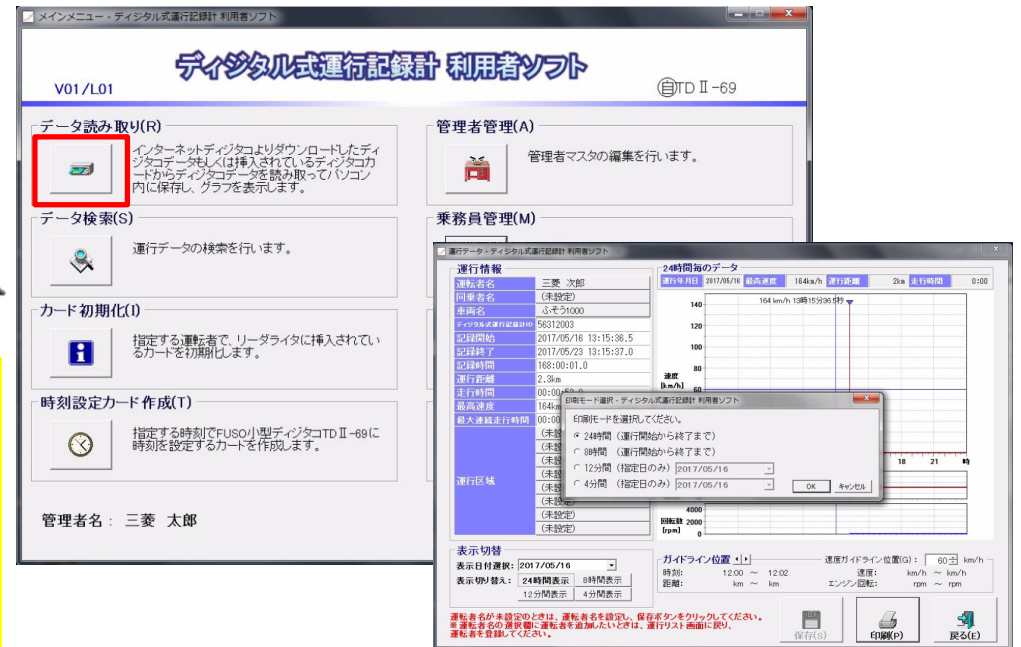 メインメニュー - ディジタル式運行記録計 利用者ソフト
ディジタル式運行記録計 利用者ソフト
V01/L01
自TDⅡ-69
データ読み取り(R)
インターネットディジタコよりダウンロードしたディ
ジタコデータもしくは挿入されているディジタコカ
ードからディジタコデータを読み取ってパソコン
内に保存し、グラフを表示します。
管理者管理(A)
管理者マスタの編集を行います。
データ検索(S)
運行データの検索を行います。
乗務員管理(M)
カード初期化(I)
指定する運転者で、リーダライタに挿入されてい
るカードを初期化します。
時刻設定カード作成(T)
指定する時刻でFUSO小型ディジタコTDⅡ-69に
時刻を設定するカードを作成します。
管理者名: 三菱 太郎
運行データ - ディジタル式運行記録計 利用者ソフト
運行情報
運転者名 三菱 次郎
同乗者名 (未設定)
車両名 ふそう1000
ディジタル式運行記録計ID 56312003
記録開始 2017/05/16 13:15:36.5
記録終了 2017/05/23 13:15:37.0
記録時間 168:00:01.0
運行距離 2.3km
走行時間 00:00:
最高速度 164km
最大連続走行時間 00:00
運行区域
(未設
(未設
(未設
(未設
(未設
(未設
(未設定)
(未設定)
24時間毎のデータ
運行年月日 2017/05/16 最高速度 164km/h 運行距離 2km 走行時間 0:00
164 km/h 13時15分36.5秒
140
120
100
80
速度
[km/h]
60
18 21 時
4000
回転数 2000
[rpm]
0
印刷モード選択 - ディジタル式運行記録計 利用者ソフト
印刷モードを選択してください。
24時間 (運行開始から終了まで)
8時間 (運行開始から終了まで)
12分間 (指定日のみ) 2017/05/16
4分間 (指定日のみ) 2017/05/16
OK キャンセル
表示切替
表示日付選択: 2017/05/16
表示切り替え: 24時間表示 8時間表示
12分間表示 4分間表示
ガイドライン位置
速度ガイドライン位置(G): 60 km/h
時刻: 12:00 ~ 12:02 速度: km/h ~ km/h
距離: km ~ km エンジン回転: rpm ~ rpm
運転者名が未設定のときは、運転者名を設定し、保存ボタンをクリックしてください。
※ 運転者名の選択欄に運転者を追加したいときは、運行リスト画面に戻り、
運転者を登録してください。
保存(S)
印刷(P)
戻る(E)